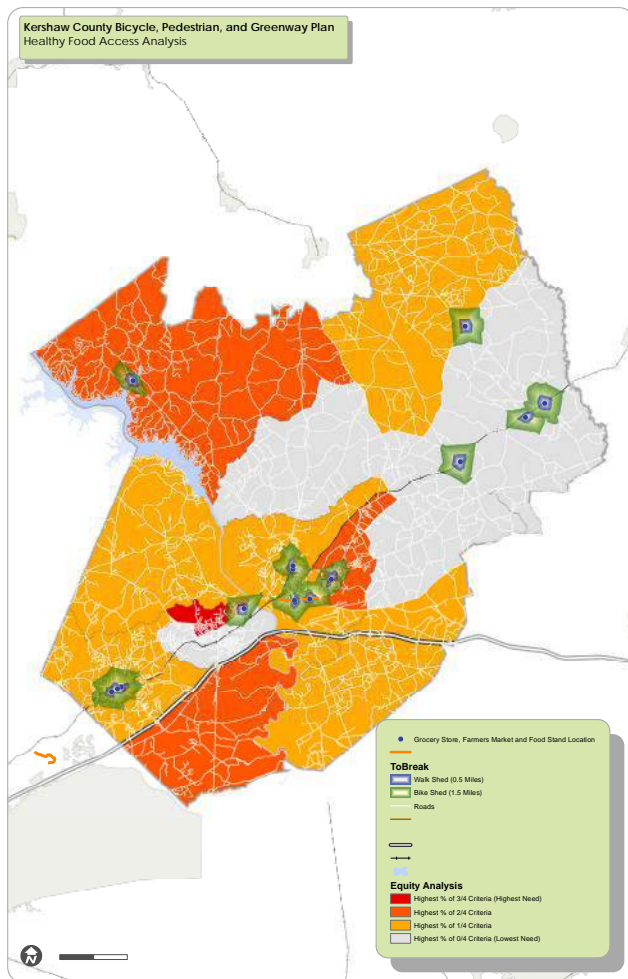 Kershaw County Bicycle, Pedestrian, and Greenway Plan
Healthy Food Access Analysis
Grocery Store, Farmers Market and Food Stand Location
ToBreak
Walk Shed (0.5 Miles)
Bike Shed (1.5 Miles)
Roads
Equity Analysis
Highest % of 3/4 Criteria (Highest Need)
Highest % of 2/4 Criteria
Highest % of 1/4 Criteria
Highest % of 0/4 Criteria (Lowest Need)
N